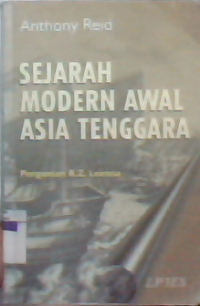 Anthony Reid
SEJARAH
MODERN AWAL
ASIA TENGGARA
Pengantar: R.Z. Leirissa
LP3ES